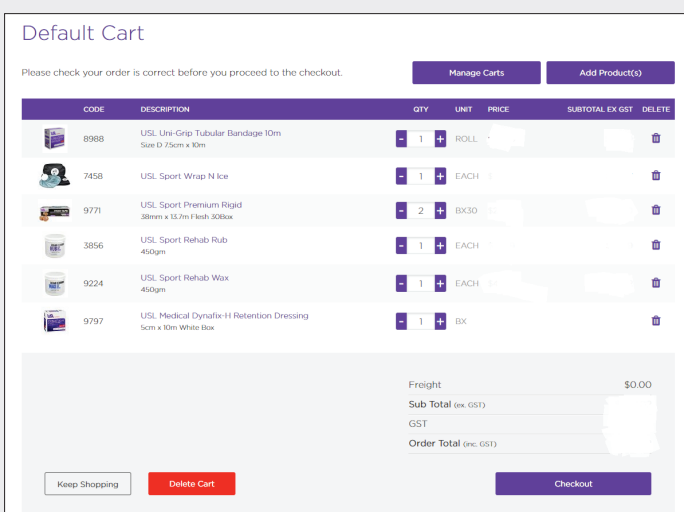 Default Cart
Please check your order is correct before you proceed to the checkout.
Manage Carts
Add Product(s)
CODE DESCRIPTION QTY UNIT PRICE SUBTOTAL EX GST DELETE
8988 USL Uni-Grip Tubular Bandage 10m - 1 + ROLL
Size D 7.5cm x 10m
7458 USL Sport Wrap N Ice - 1 + EACH
9771 USL Sport Premium Rigid - 2 + BX30
38mm x 13.7m Flesh 30Box
3856 USL Sport Rehab Rub - 1 + EACH
450gm
9224 USL Sport Rehab Wax - 1 + EACH
450gm
9797 USL Medical Dynafix-H Retention Dressing - 1 + BX
5cm x 10m White Box
Freight $0.00
Sub Total (ex. GST)
GST
Order Total (inc. GST)
Keep Shopping
Delete Cart
Checkout